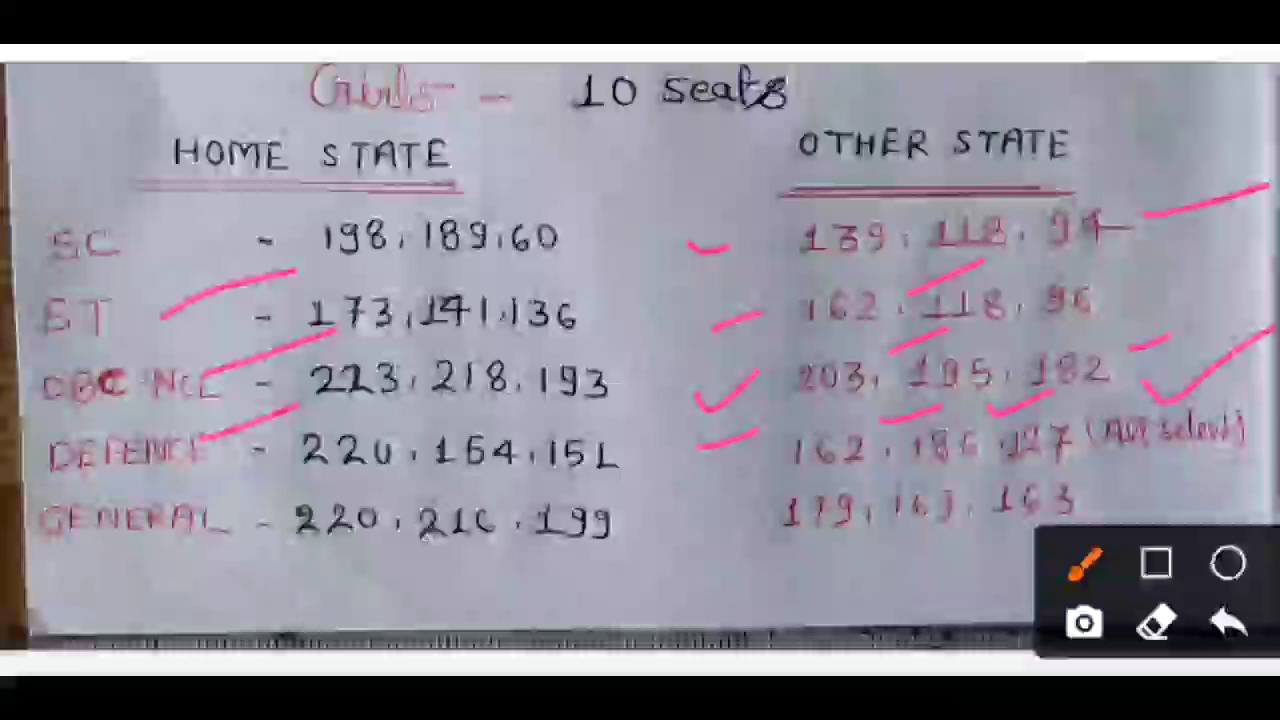 Girls - 10 seats
HOME STATE OTHER STATE
SC - 198, 189, 60 139, 118, 94
ST - 173, 141, 136 162, 118, 96
OBC NCL - 223, 218, 193 203, 195, 182
DEFENCE - 220, 154, 151 162, 186, 127 (All select)
GENERAL - 220, 216, 199 179, 163, 163